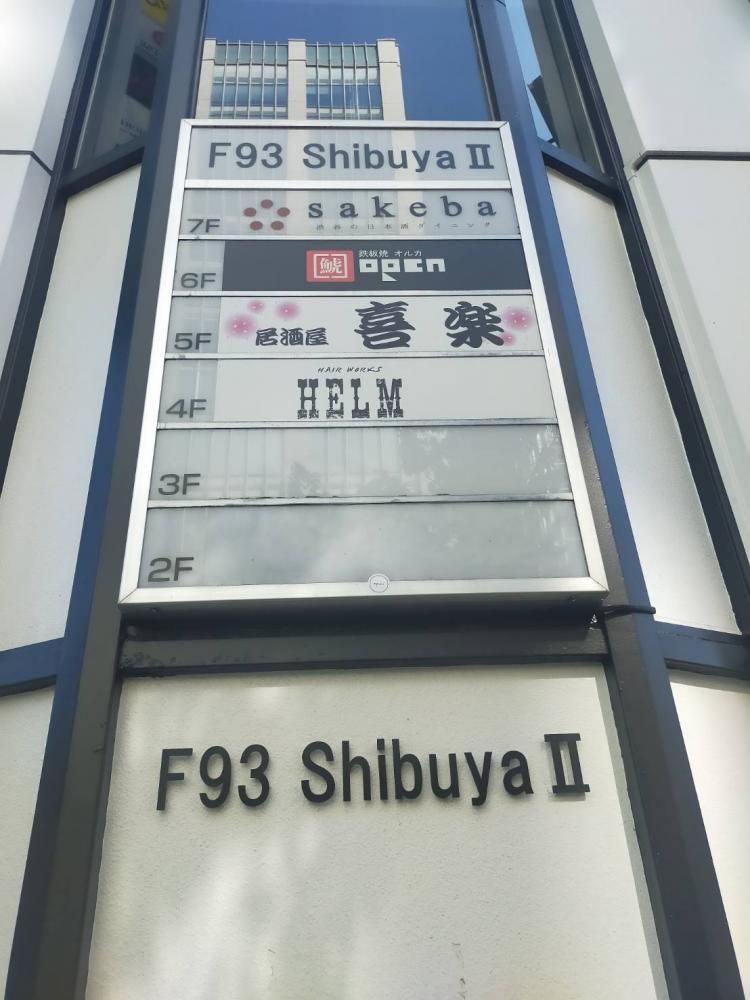 F93 Shibuya Ⅱ
7F sakeba
渋谷の日本酒ダイニング
鉄板焼 オルカ
6F 鯱
5F 居酒屋 喜楽
HAIR WORKS
4F HELM
3F
2F
F93 Shibuya Ⅱ